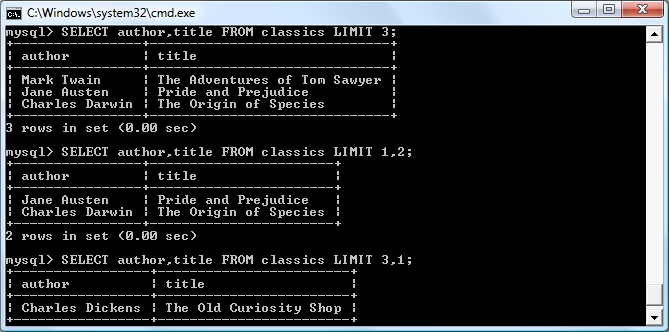 C:\Windows\system32\cmd.exe
mysql> SELECT author,title FROM classics LIMIT 3;
+----------------+------------------------------+
| author         | title                        |
+----------------+------------------------------+
| Mark Twain     | The Adventures of Tom Sawyer |
| Jane Austen    | Pride and Prejudice          |
| Charles Darwin | The Origin of Species        |
+----------------+------------------------------+
3 rows in set (0.00 sec)
mysql> SELECT author,title FROM classics LIMIT 1,2;
+----------------+-----------------------+
| author         | title                 |
+----------------+-----------------------+
| Jane Austen    | Pride and Prejudice   |
| Charles Darwin | The Origin of Species |
+----------------+-----------------------+
2 rows in set (0.00 sec)
mysql> SELECT author,title FROM classics LIMIT 3,1;
+-----------------+------------------------+
| author          | title                  |
+-----------------+------------------------+
| Charles Dickens | The Old Curiosity Shop |
+-----------------+------------------------+